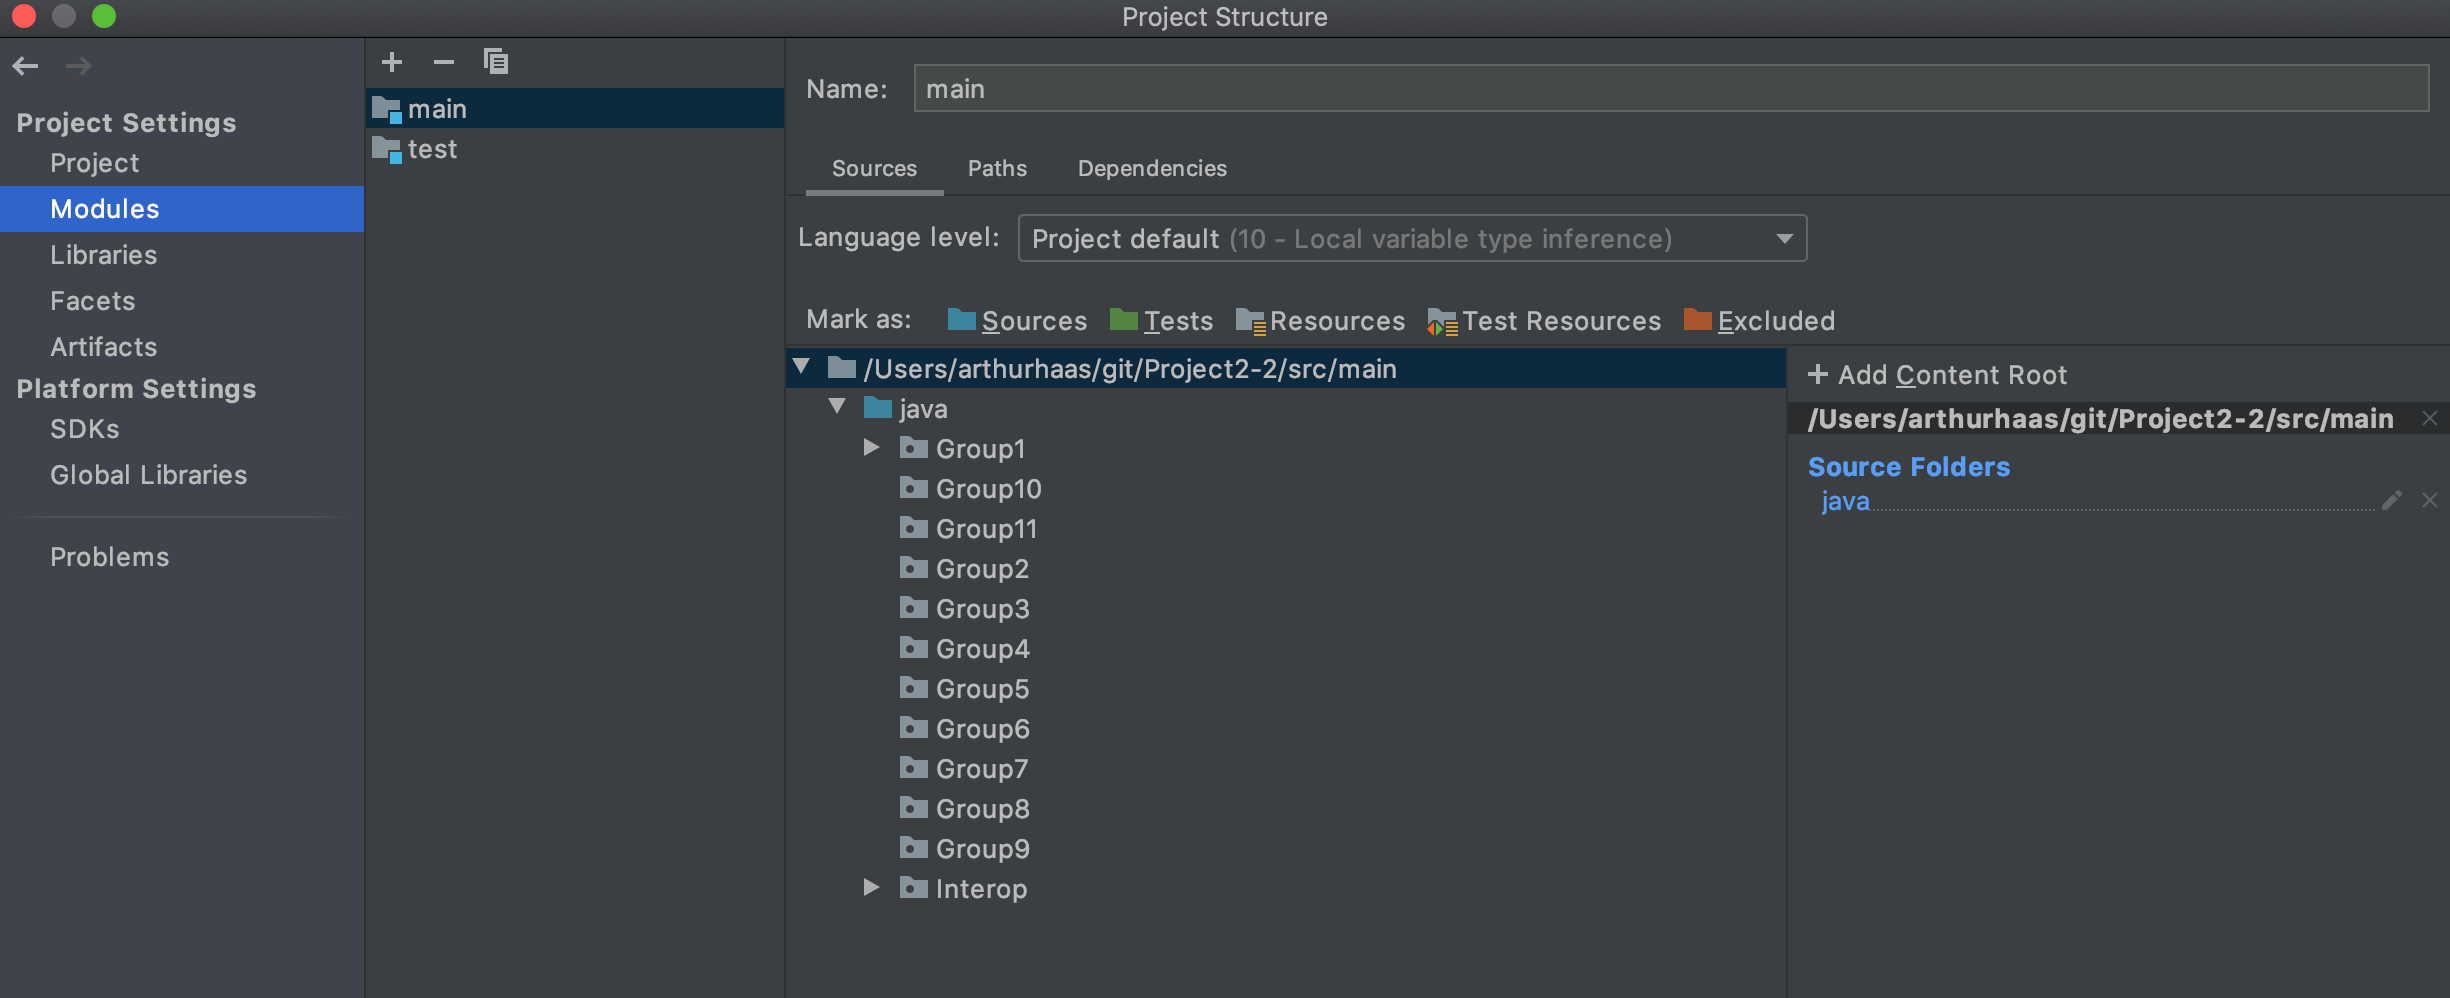 Project Structure
Project Settings
Project
Modules
Libraries
Facets
Artifacts
Platform Settings
SDKs
Global Libraries
Problems
main
test
Name: main
Sources Paths Dependencies
Language level: Project default (10 - Local variable type inference)
Mark as: Sources Tests Resources Test Resources Excluded
/Users/arthurhaas/git/Project2-2/src/main
java
Group1
Group10
Group11
Group2
Group3
Group4
Group5
Group6
Group7
Group8
Group9
Interop
Add Content Root
/Users/arthurhaas/git/Project2-2/src/main
Source Folders
java